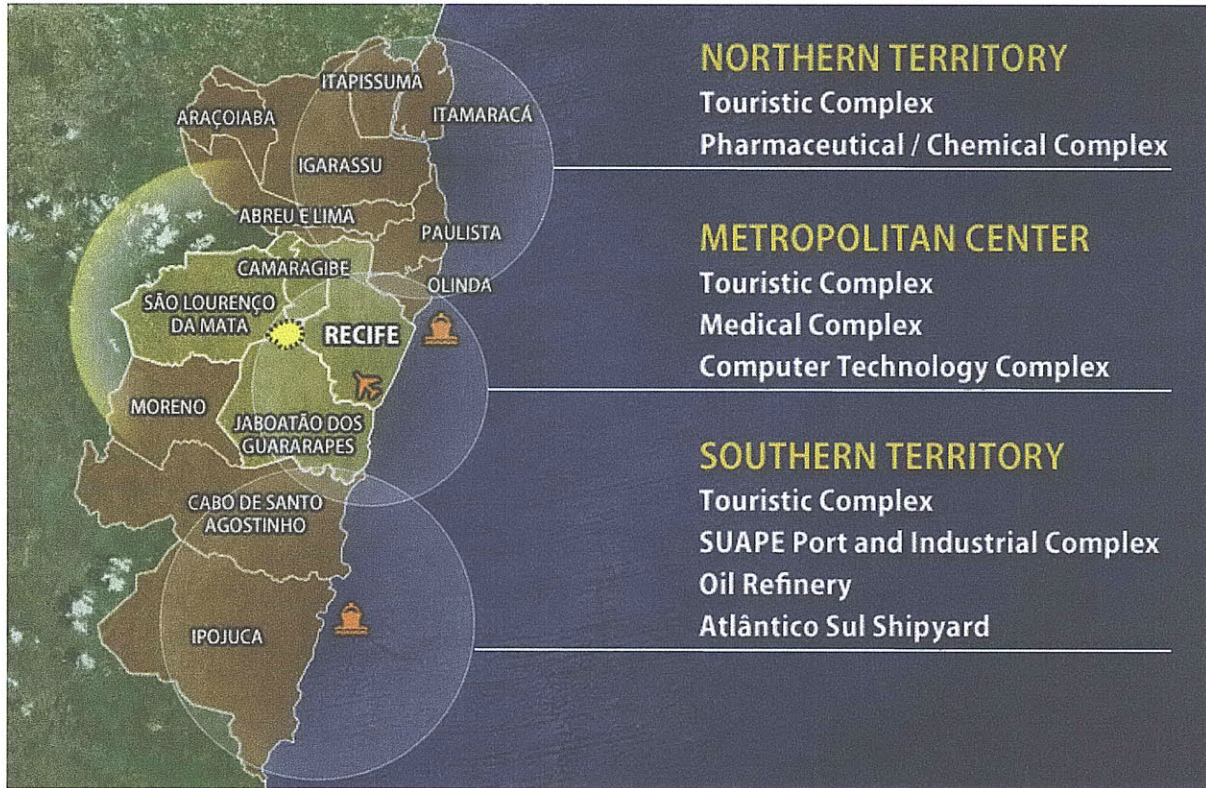 ITAPISSUMA
ARAÇOIABA
ITAMARACÁ
IGARASSU
ABREU E LIMA
PAULISTA
CAMARAGIBE
OLINDA
SÃO LOURENÇO
DA MATA
RECIFE
MORENO
JABOATÃO DOS
GUARARAPES
CABO DE SANTO
AGOSTINHO
IPOJUCA
NORTHERN TERRITORY
Touristic Complex
Pharmaceutical / Chemical Complex
METROPOLITAN CENTER
Touristic Complex
Medical Complex
Computer Technology Complex
SOUTHERN TERRITORY
Touristic Complex
SUAPE Port and Industrial Complex
Oil Refinery
Atlântico Sul Shipyard